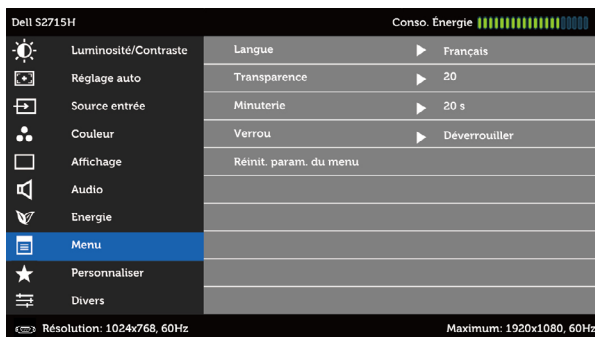 Dell S2715H Conso. Énergie
Luminosité/Contraste Langue Français
Réglage auto Transparence 20
Source entrée Minuterie 20 s
Couleur Verrou Déverrouiller
Affichage Réinit. param. du menu
Audio
Energie
Menu
Personnaliser
Divers
Résolution: 1024x768, 60Hz Maximum: 1920x1080, 60Hz